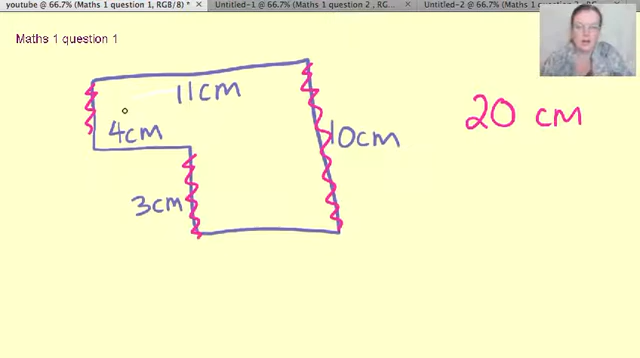 youtube @ 66.7% (Maths 1 question 1, RGB/8) *
Untitled-1 @ 66.7% (Maths 1 question 2 , RG...
Untitled-2 @ 66.7% (Maths 1 question 3, RG...
Maths 1 question 1
11cm
4cm
10cm
3cm
20 cm